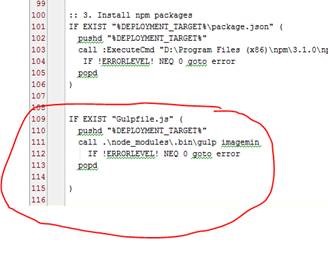 99
100 :: 3. Install npm packages
101 IF EXIST "%DEPLOYMENT_TARGET%\package.json" (
102 pushd "%DEPLOYMENT_TARGET%"
103 call :ExecuteCmd "D:\Program Files (x86)\npm\3.1.0\np
104 IF !ERRORLEVEL! NEQ 0 goto error
105 popd
106 )
107
108
109 IF EXIST "Gulpfile.js" (
110 pushd "%DEPLOYMENT_TARGET%"
111 call .\node_modules\.bin\gulp imagemin
112 IF !ERRORLEVEL! NEQ 0 goto error
113 popd
114
115 )
116